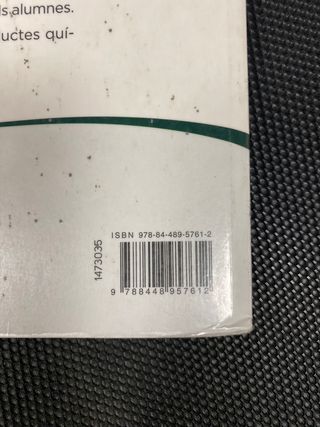 ls alumnes.
uctes quí-
ISBN 978-84-489-5761-2
1473035
9 788448 957612